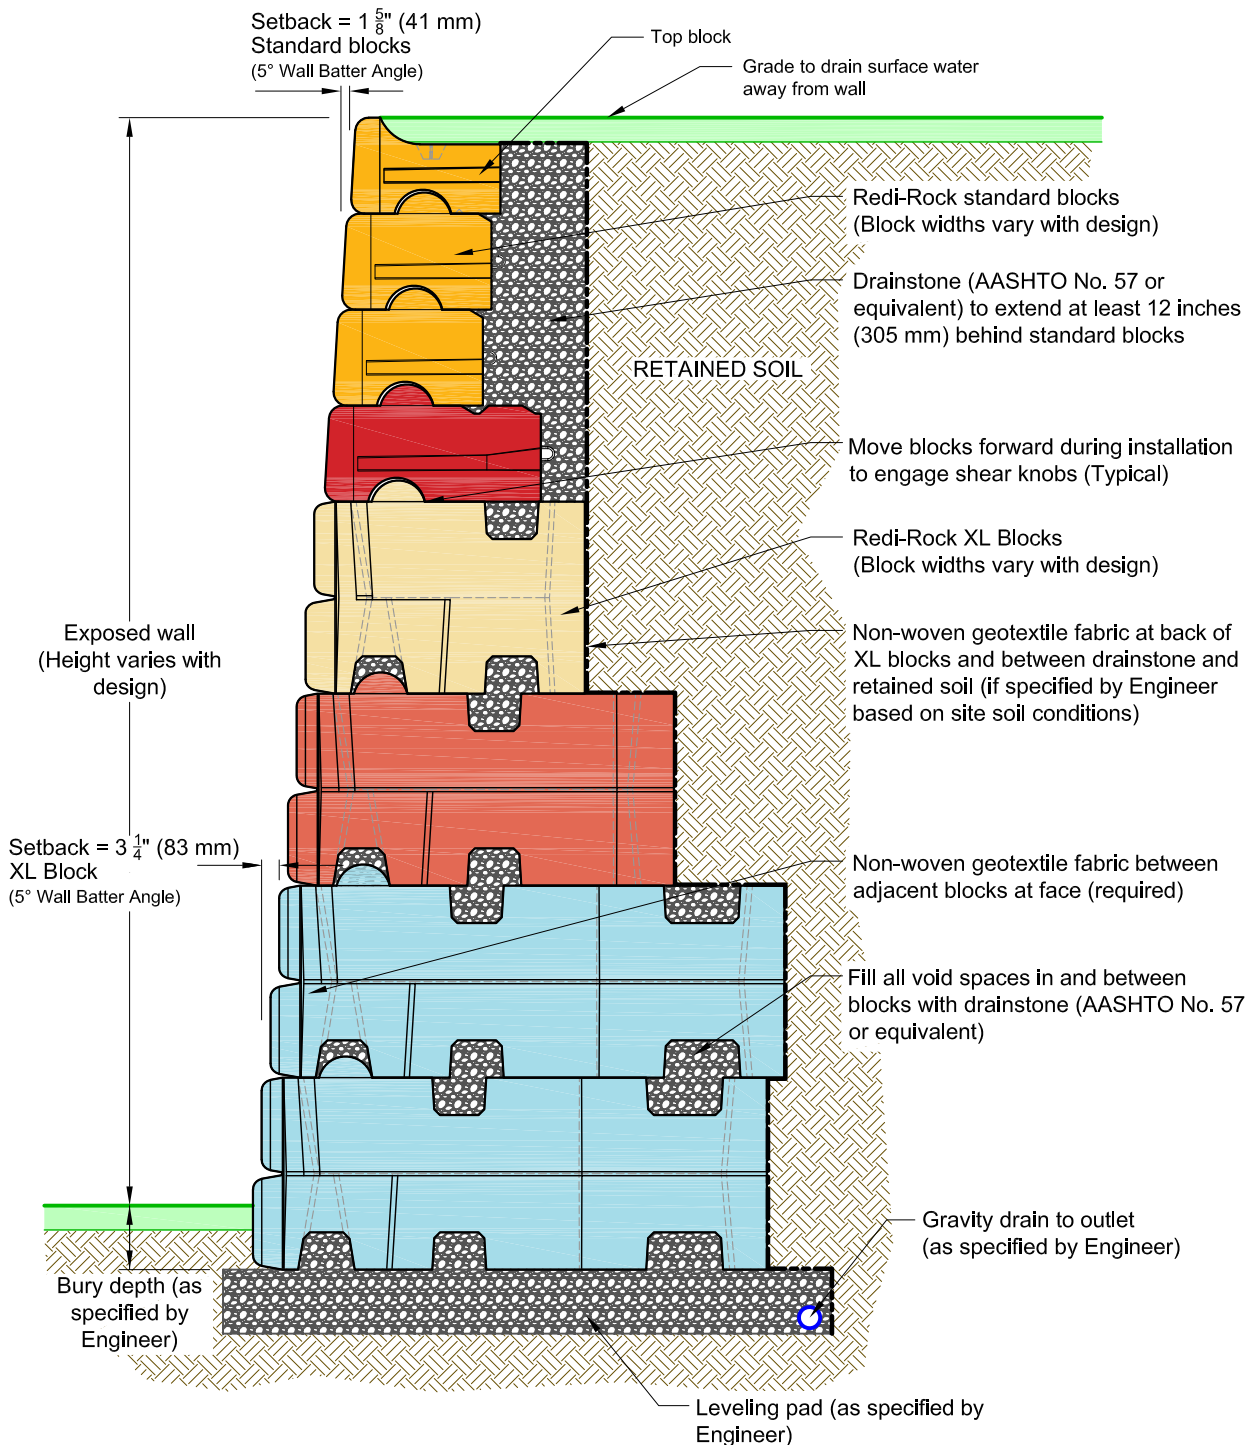 Setback = 1 5/8" (41 mm)
Standard blocks
(5° Wall Batter Angle)
Top block
Grade to drain surface water
away from wall
Redi-Rock standard blocks
(Block widths vary with design)
Drainstone (AASHTO No. 57 or
equivalent) to extend at least 12 inches
(305 mm) behind standard blocks
RETAINED SOIL
Move blocks forward during installation
to engage shear knobs (Typical)
Redi-Rock XL Blocks
(Block widths vary with design)
Exposed wall
(Height varies with
design)
Non-woven geotextile fabric at back of
XL blocks and between drainstone and
retained soil (if specified by Engineer
based on site soil conditions)
Setback = 3 1/4" (83 mm)
XL Block
(5° Wall Batter Angle)
Non-woven geotextile fabric between
adjacent blocks at face (required)
Fill all void spaces in and between
blocks with drainstone (AASHTO No. 57
or equivalent)
Gravity drain to outlet
(as specified by Engineer)
Bury depth (as
specified by
Engineer)
Leveling pad (as specified by
Engineer)